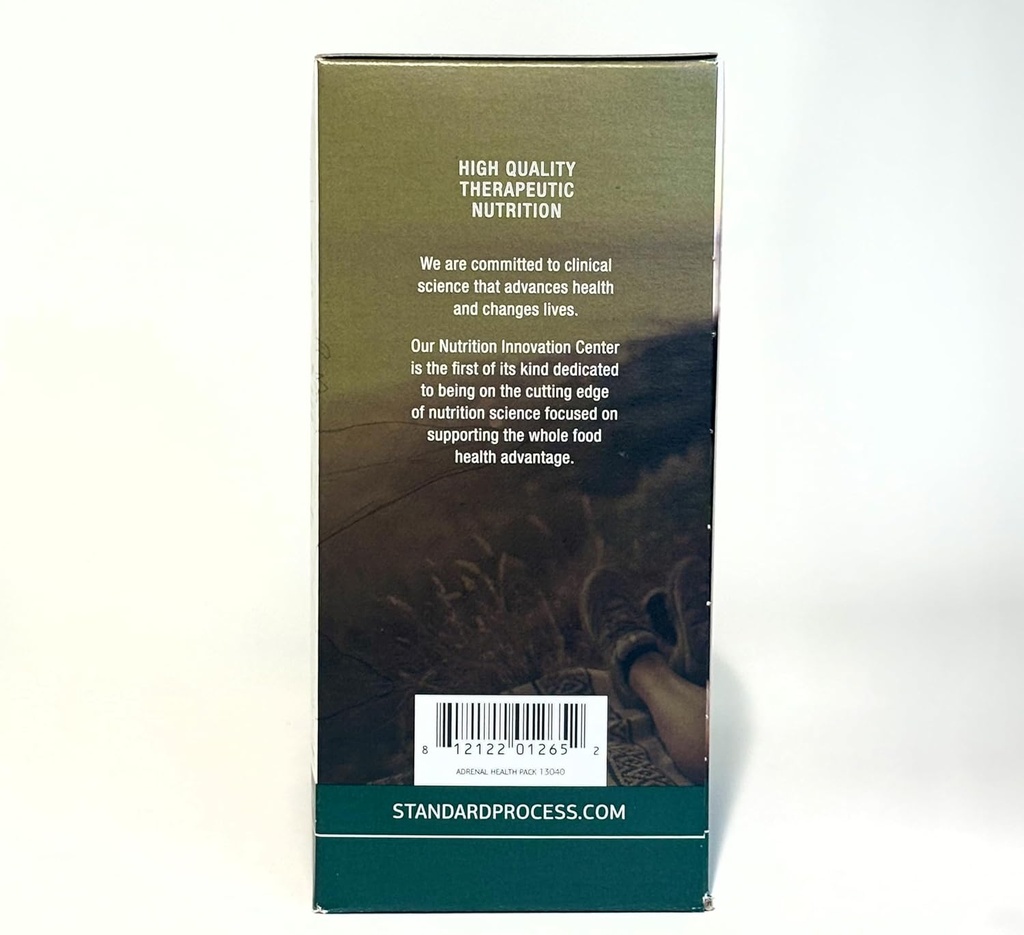 HIGH QUALITY
THERAPEUTIC
NUTRITION
We are committed to clinical
science that advances health
and changes lives.
Our Nutrition Innovation Center
is the first of its kind dedicated
to being on the cutting edge
of nutrition science focused on
supporting the whole food
health advantage.
8 12122 01265 2
ADRENAL HEALTH PACK 13040
STANDARDPROCESS.COM